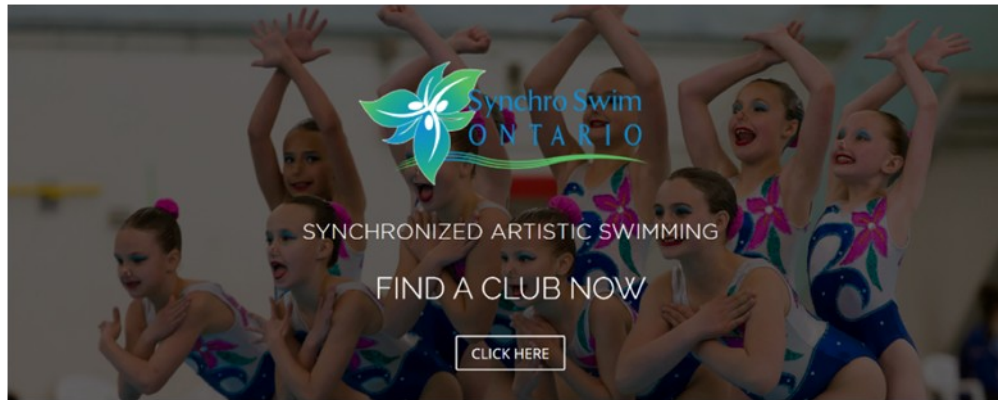 Synchro Swim
ONTARIO
SYNCHRONIZED ARTISTIC SWIMMING
FIND A CLUB NOW
CLICK HERE